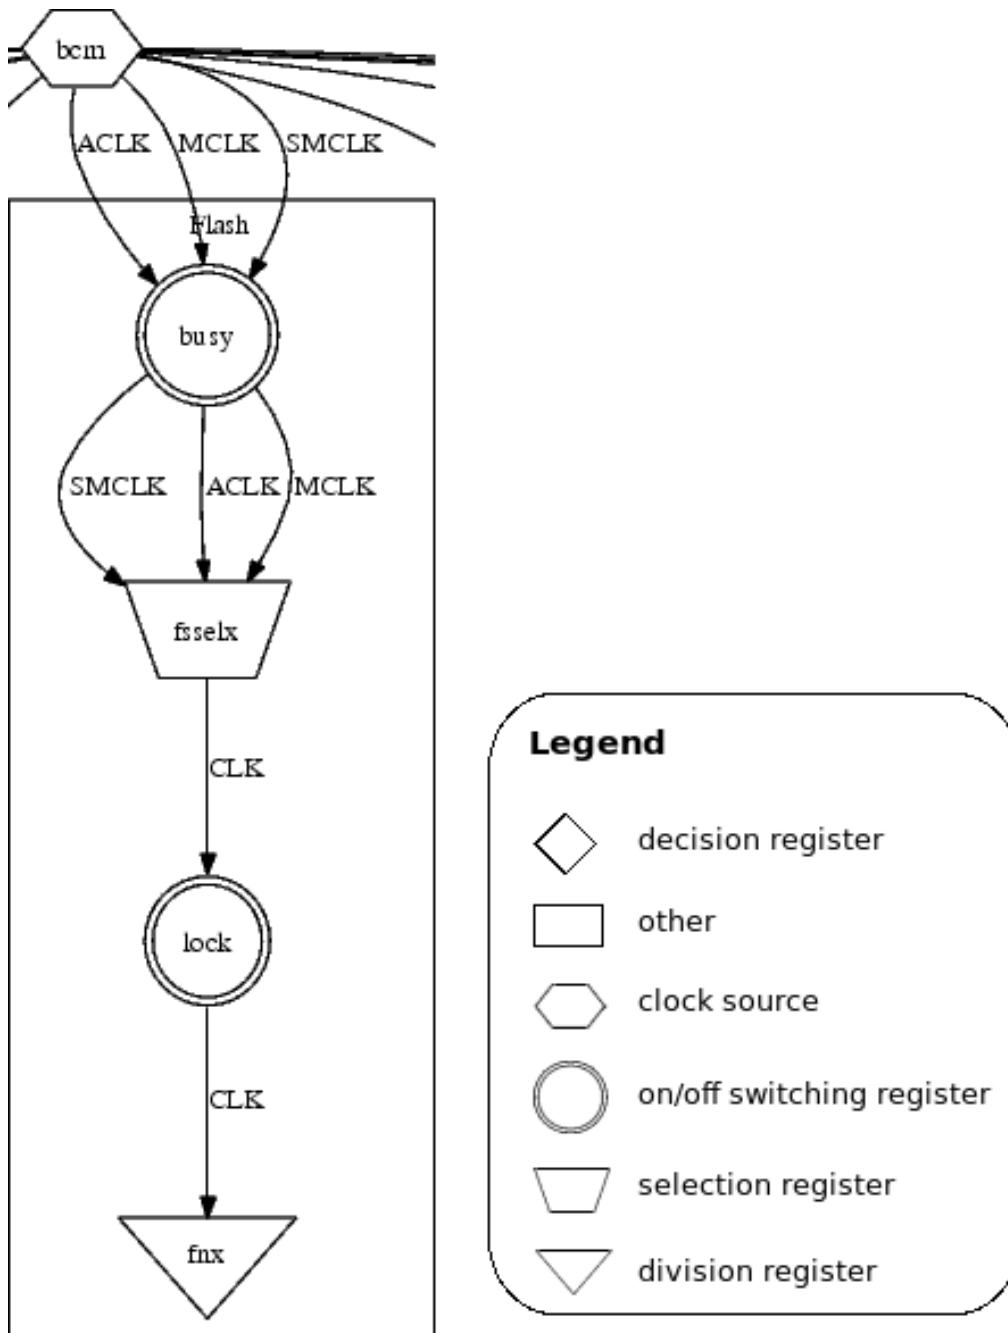 bcm
ACLK MCLK SMCLK
Flash
busy
SMCLK ACLK MCLK
fsselx
CLK
lock
CLK
fnx
Legend
decision register
other
clock source
on/off switching register
selection register
division register